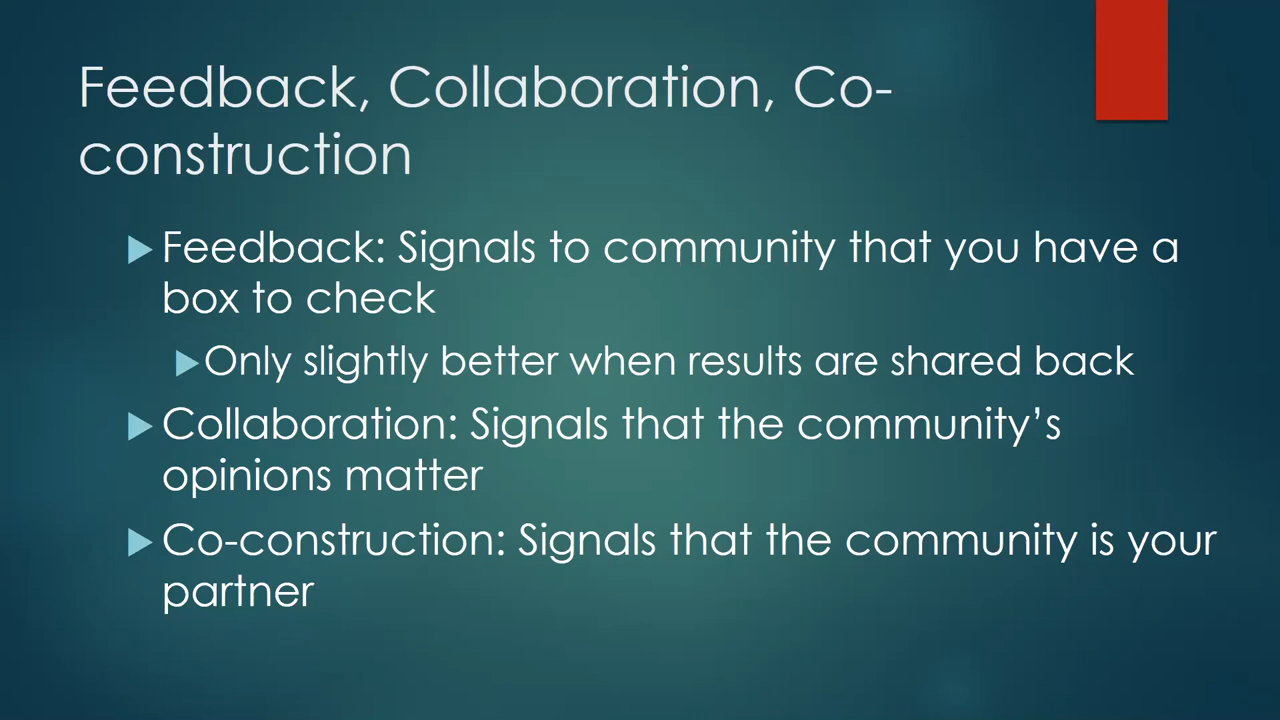 Feedback, Collaboration, Co-
construction
Feedback: Signals to community that you have a
box to check
Only slightly better when results are shared back
Collaboration: Signals that the community’s
opinions matter
Co-construction: Signals that the community is your
partner